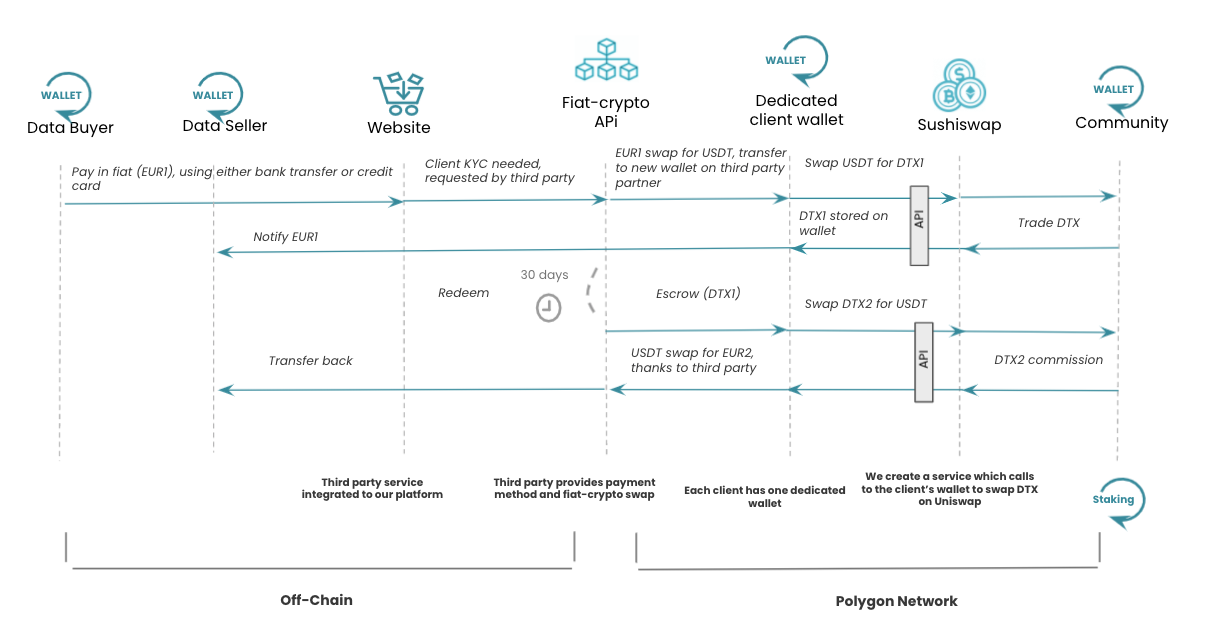 WALLET
Data Buyer
WALLET
Data Seller
Website
Fiat-crypto
APi
WALLET
Dedicated
client wallet
Sushiswap
WALLET
Community
Pay in fiat (EUR1), using either bank transfer or credit
card
Client KYC needed,
requested by third party
EUR1 swap for USDT, transfer
to new wallet on third party
partner
Swap USDT for DTX1
API
DTX1 stored on
wallet
Trade DTX
Notify EUR1
30 days
Redeem
Escrow (DTX1)
Swap DTX2 for USDT
API
Transfer back
USDT swap for EUR2,
thanks to third party
DTX2 commission
Third party service
integrated to our platform
Third party provides payment
method and fiat-crypto swap
Each client has one dedicated
wallet
We create a service which calls
to the client's wallet to swap DTX
on Uniswap
Staking
Off-Chain
Polygon Network